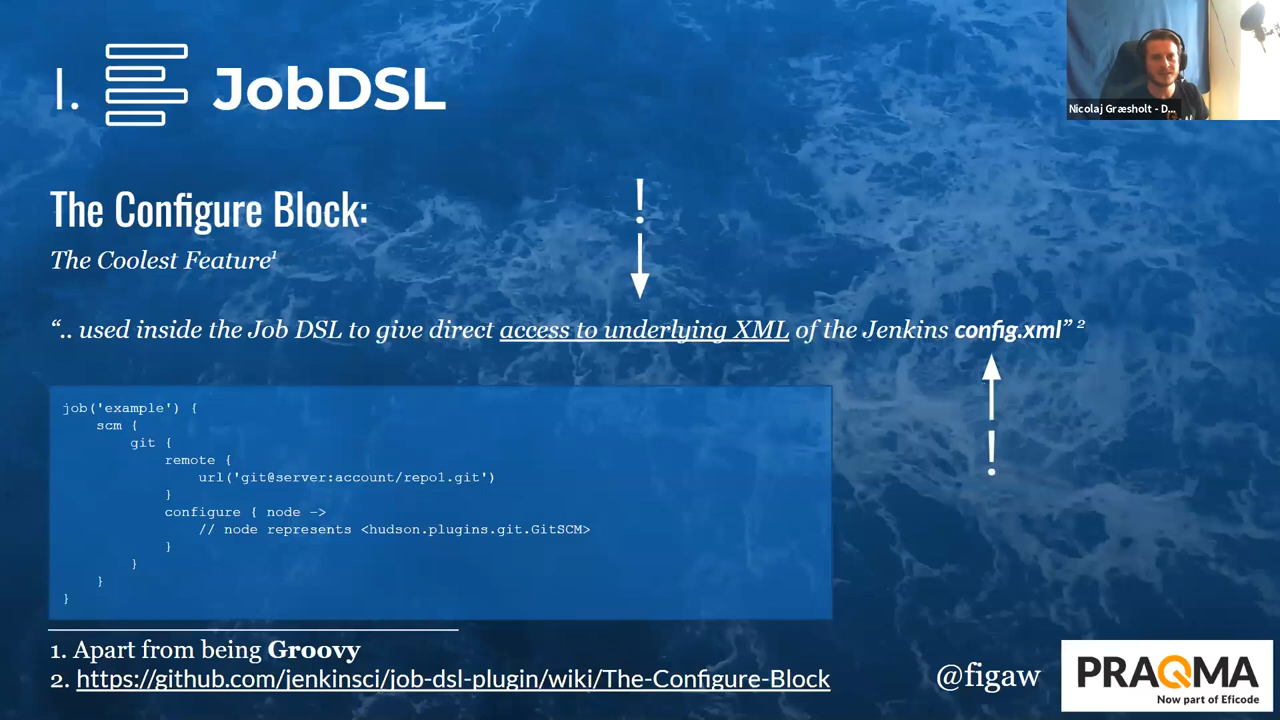 I. JobDSL
Nicolaj Græsholt - D...
The Configure Block:
The Coolest Feature¹
!
“.. used inside the Job DSL to give direct access to underlying XML of the Jenkins config.xml” ²
!
job('example') {
    scm {
        git {
            remote {
                url('git@server:account/repo1.git')
            }
            configure { node ->
                // node represents <hudson.plugins.git.GitSCM>
            }
        }
    }
}
1. Apart from being Groovy
2. https://github.com/jenkinsci/job-dsl-plugin/wiki/The-Configure-Block
@figaw
PRAQMA
Now part of Eficode